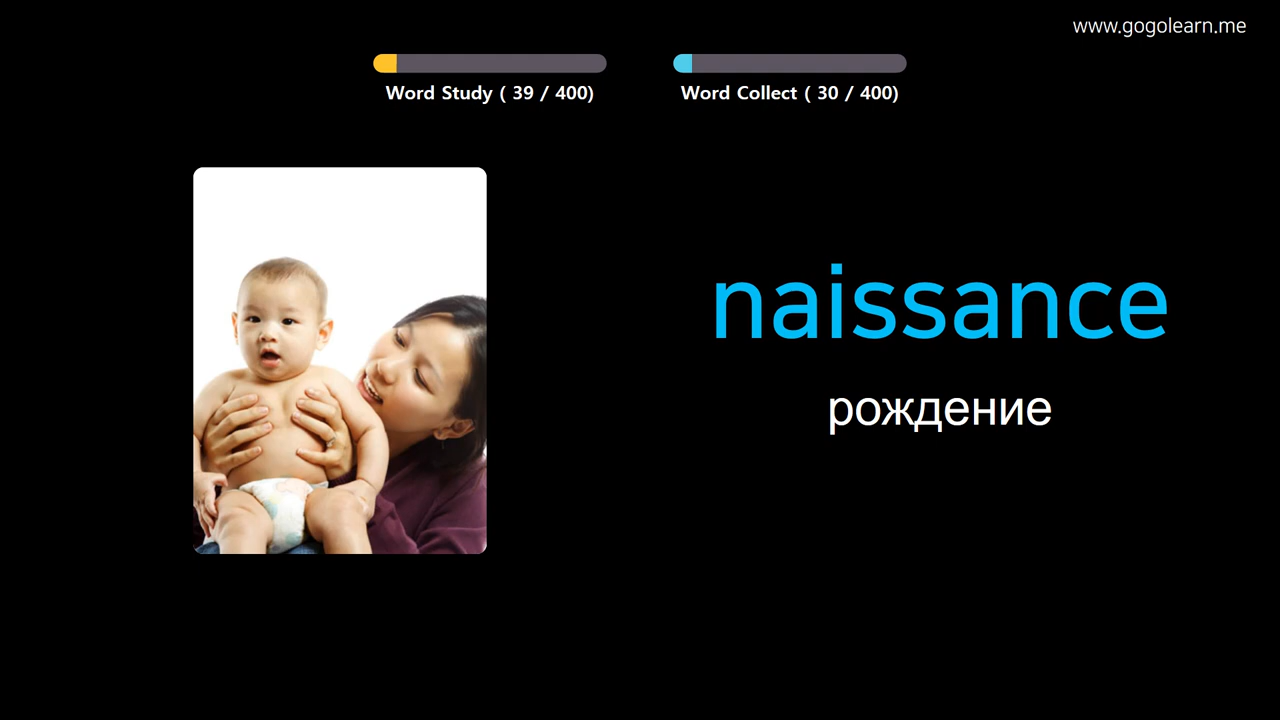 www.gogolearn.me
Word Study ( 39 / 400)
Word Collect ( 30 / 400)
naissance
рождение